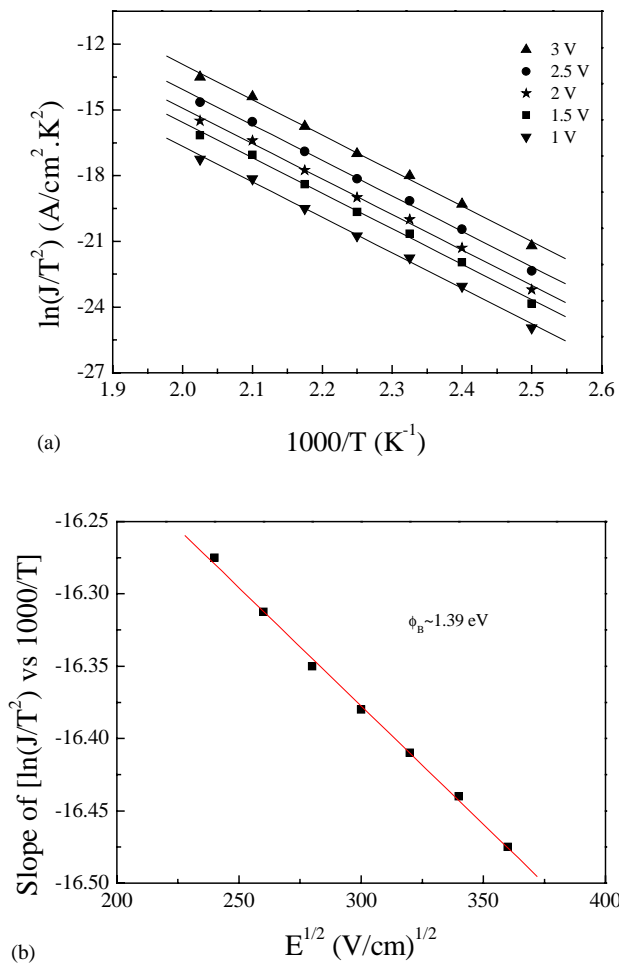 -12
-15
-18
-21
-24
-27
ln(J/T²) (A/cm².K²)
3 V
2.5 V
2 V
1.5 V
1 V
1.9 2.0 2.1 2.2 2.3 2.4 2.5 2.6
(a) 1000/T (K⁻¹)
-16.25
-16.30
-16.35
-16.40
-16.45
-16.50
Slope of [ln(J/T²) vs 1000/T]
ϕ_B~1.39 eV
200 250 300 350 400
(b) E^{1/2} (V/cm)^{1/2}